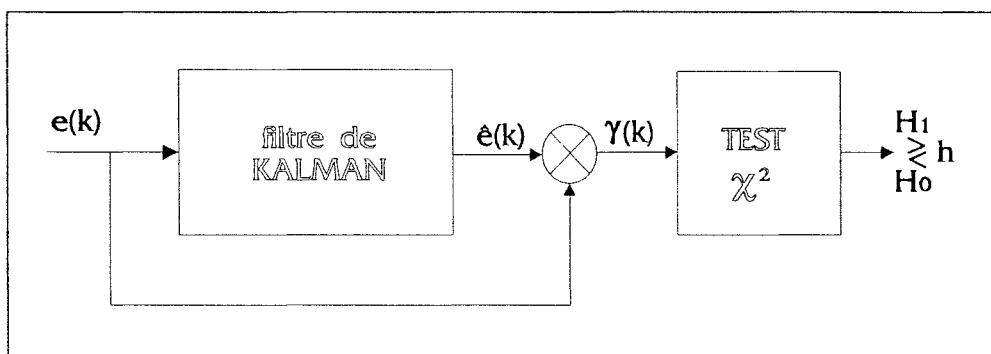 e(k)
filtre de
KALMAN
ê(k)
γ(k)
TEST
χ²
H1
≷ h
H0